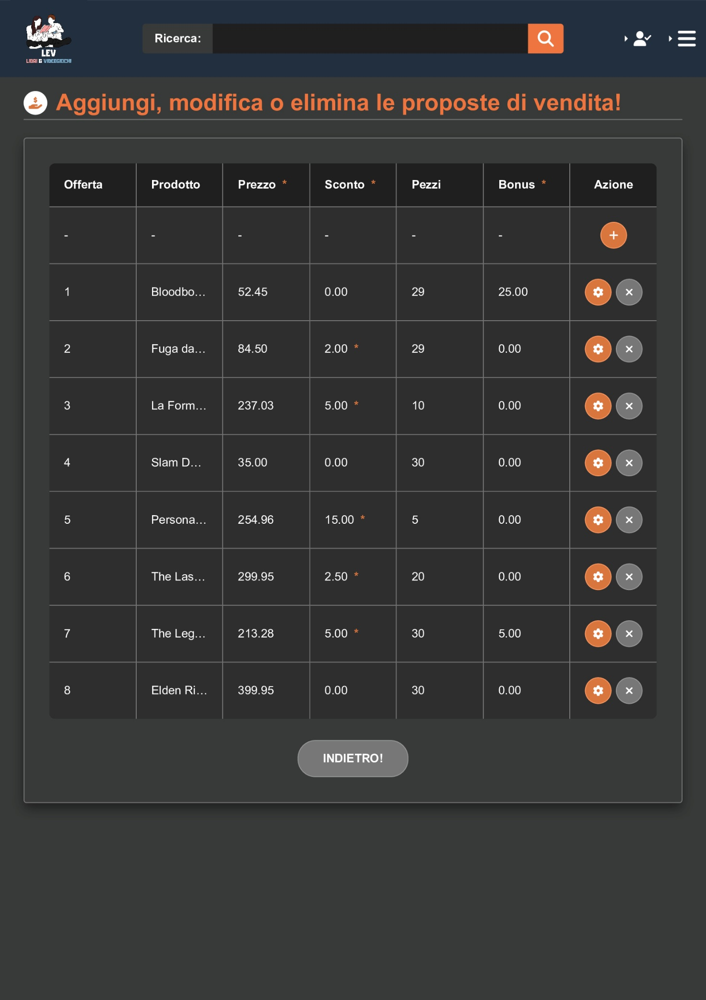 LEV
LIBRI & VIDEOGIOCHI
Ricerca:
Aggiungi, modifica o elimina le proposte di vendita!
Offerta Prodotto Prezzo * Sconto * Pezzi Bonus * Azione
- - - - - - +
1 Bloodbo... 52.45 0.00 29 25.00
2 Fuga da... 84.50 2.00 * 29 0.00
3 La Form... 237.03 5.00 * 10 0.00
4 Slam D... 35.00 0.00 30 0.00
5 Persona... 254.96 15.00 * 5 0.00
6 The Las... 299.95 2.50 * 20 0.00
7 The Leg... 213.28 5.00 * 30 5.00
8 Elden Ri... 399.95 0.00 30 0.00
INDIETRO!